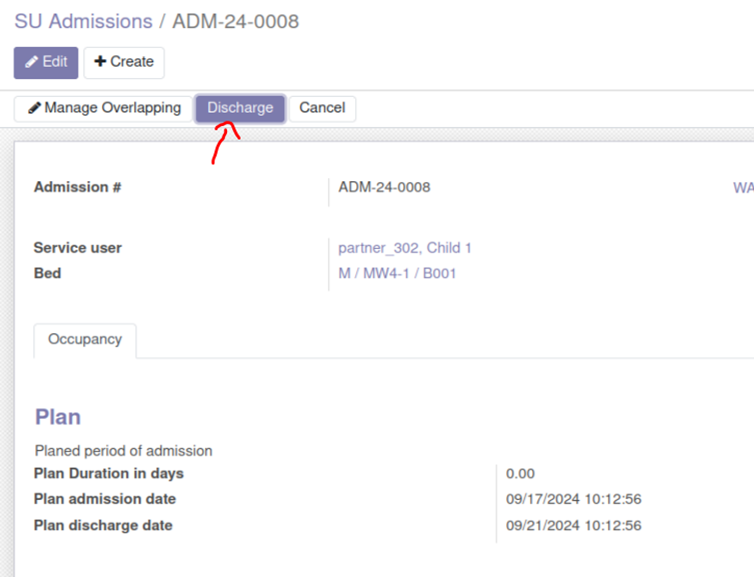 SU Admissions / ADM-24-0008
Edit + Create
Manage Overlapping Discharge Cancel
Admission # ADM-24-0008 WA
Service user partner_302, Child 1
Bed M / MW4-1 / B001
Occupancy
Plan
Planed period of admission
Plan Duration in days 0.00
Plan admission date 09/17/2024 10:12:56
Plan discharge date 09/21/2024 10:12:56